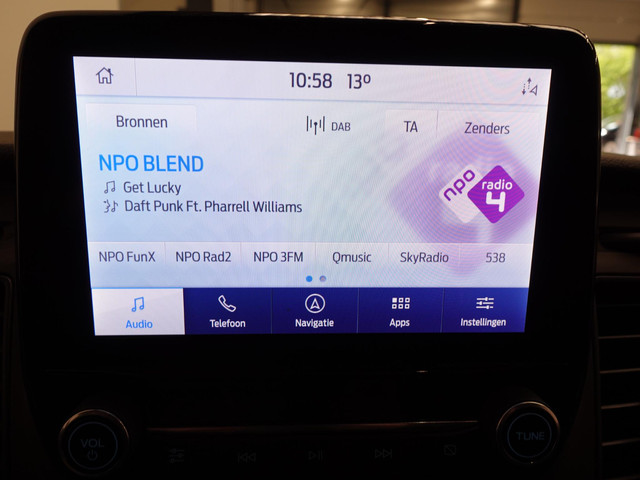 10:58 13º
Bronnen
DAB
TA
Zenders
NPO BLEND
Get Lucky
Daft Punk Ft. Pharrell Williams
npo
radio
4
NPO FunX NPO Rad2 NPO 3FM Qmusic SkyRadio 538
Audio Telefoon Navigatie Apps Instellingen
VOL
TUNE